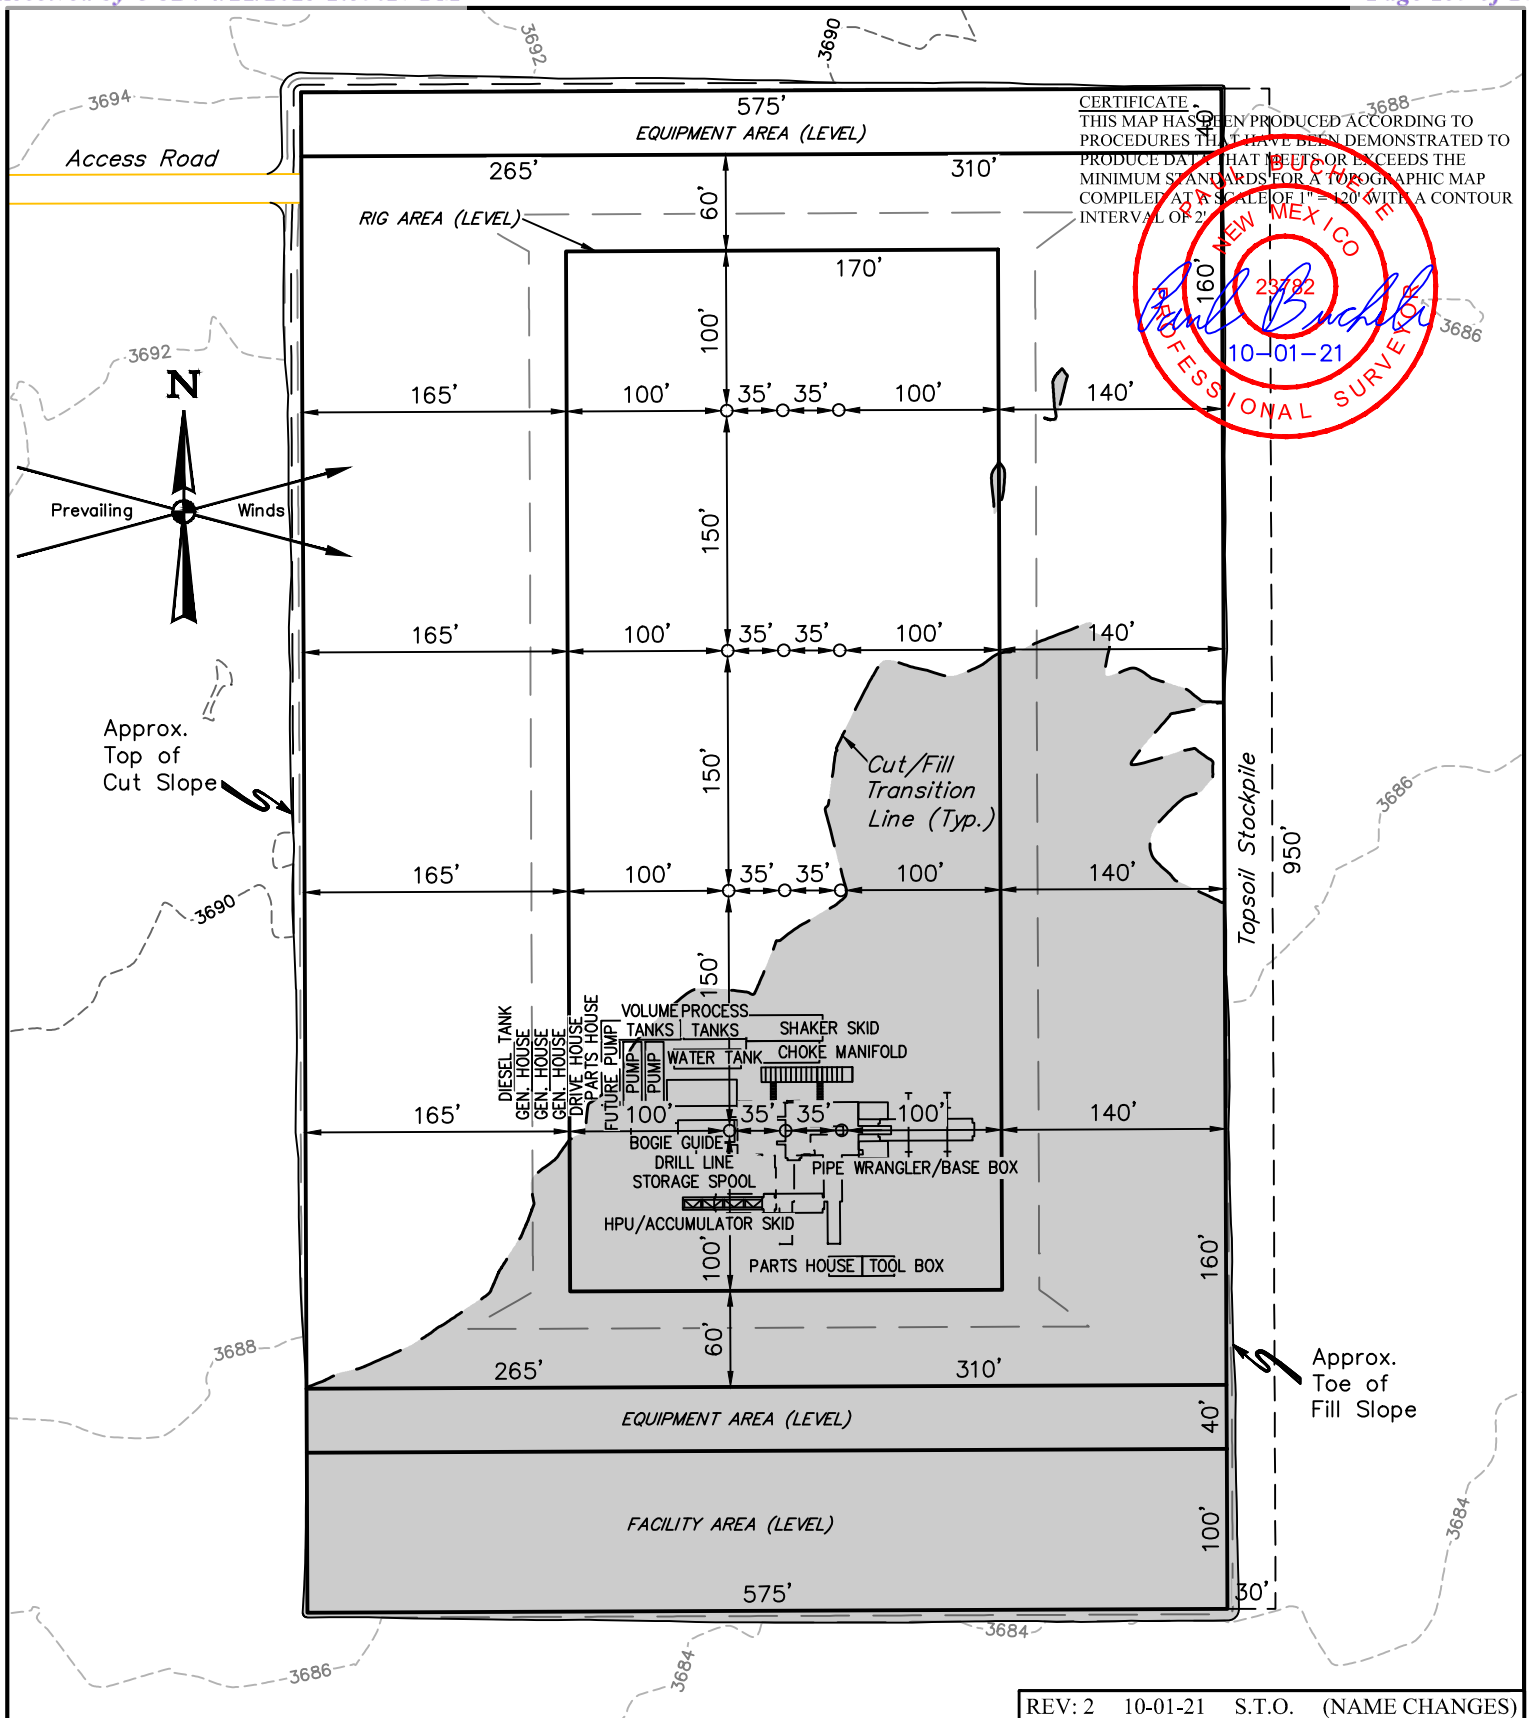 3692
3690
3694
575'
40'
3688
EQUIPMENT AREA (LEVEL)
CERTIFICATE
THIS MAP HAS BEEN PRODUCED ACCORDING TO
PROCEDURES THAT HAVE BEEN DEMONSTRATED TO
PRODUCE DATA THAT MEETS OR EXCEEDS THE
MINIMUM STANDARDS FOR A TOPOGRAPHIC MAP
COMPILED AT A SCALE OF 1" = 120' WITH A CONTOUR
INTERVAL OF 2'
PAUL BUCHELE
NEW MEXICO
23782
PROFESSIONAL SURVEYOR
Paul Buchele
10-01-21
Access Road
265'
310'
60'
RIG AREA (LEVEL)
170'
160'
3686
100'
3692
N
Prevailing Winds
165' 100' 35' 35' 100' 140'
150'
165' 100' 35' 35' 100' 140'
Approx.
Top of
Cut Slope
150'
Cut/Fill
Transition
Line (Typ.)
Topsoil Stockpile
950'
3686
165' 100' 35' 35' 100' 140'
3690
150'
DIESEL TANK
GEN. HOUSE
GEN. HOUSE
GEN. HOUSE
DRIVE HOUSE
PARTS HOUSE
FUTURE PUMP
PUMP
PUMP
VOLUME TANKS
PROCESS TANKS
SHAKER SKID
WATER TANK
CHOKE MANIFOLD
165' 100' 35' 35' 100' 140'
BOGIE GUIDE
DRILL LINE
STORAGE SPOOL
PIPE WRANGLER/BASE BOX
HPU/ACCUMULATOR SKID
100'
PARTS HOUSE
TOOL BOX
160'
60'
3688
265'
310'
Approx.
Toe of
Fill Slope
EQUIPMENT AREA (LEVEL)
40'
FACILITY AREA (LEVEL)
100'
3684
575'
30'
3684
3686
3684
REV: 2 10-01-21 S.T.O. (NAME CHANGES)